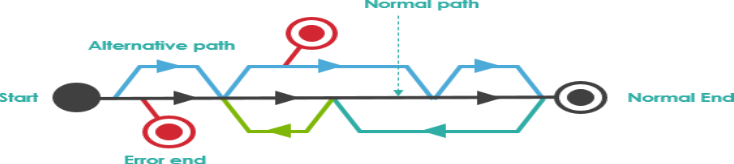 Normal path
Alternative path
Start
Normal End
Error end